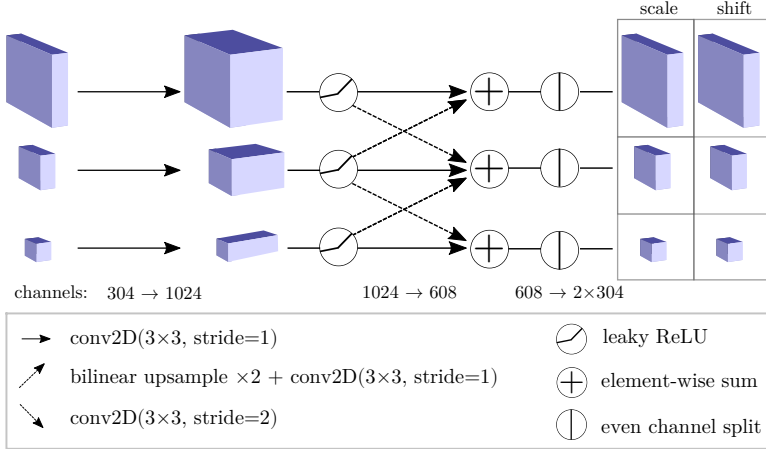 scale shift
channels: 304 → 1024 1024 → 608 608 → 2×304
conv2D(3×3, stride=1)
bilinear upsample ×2 + conv2D(3×3, stride=1)
conv2D(3×3, stride=2)
leaky ReLU
element-wise sum
even channel split